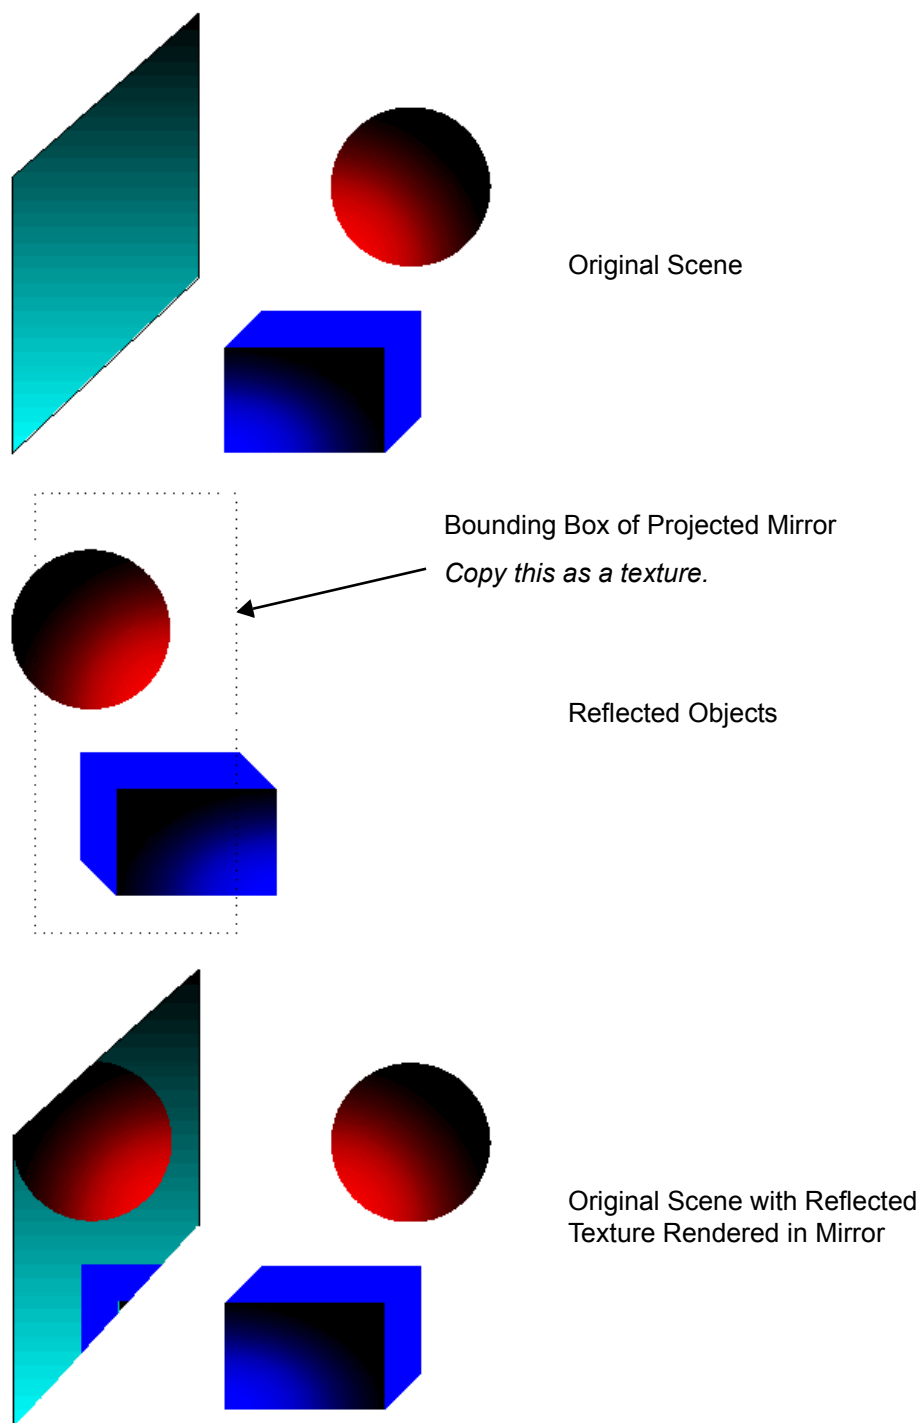 Original Scene
Bounding Box of Projected Mirror
Copy this as a texture.
Reflected Objects
Original Scene with Reflected
Texture Rendered in Mirror